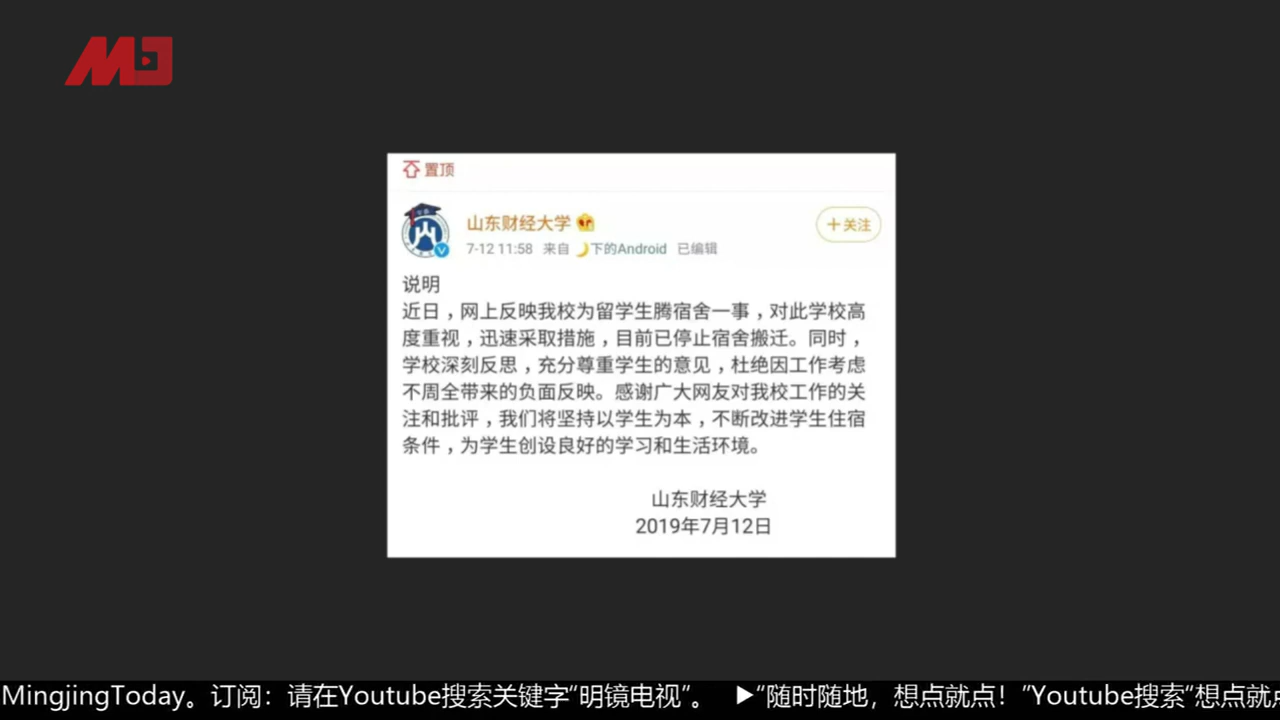 MJ
置顶
山东财经大学
+关注
7-12 11:58 来自 🌙下的Android 已编辑
说明
近日，网上反映我校为留学生腾宿舍一事，对此学校高
度重视，迅速采取措施，目前已停止宿舍搬迁。同时，
学校深刻反思，充分尊重学生的意见，杜绝因工作考虑
不周全带来的负面反映。感谢广大网友对我校工作的关
注和批评，我们将坚持以学生为本，不断改进学生住宿
条件，为学生创设良好的学习和生活环境。
山东财经大学
2019年7月12日
MingjingToday。订阅：请在Youtube搜索关键字“明镜电视”。 ▶“随时随地，想点就点！”Youtube搜索“想点就点